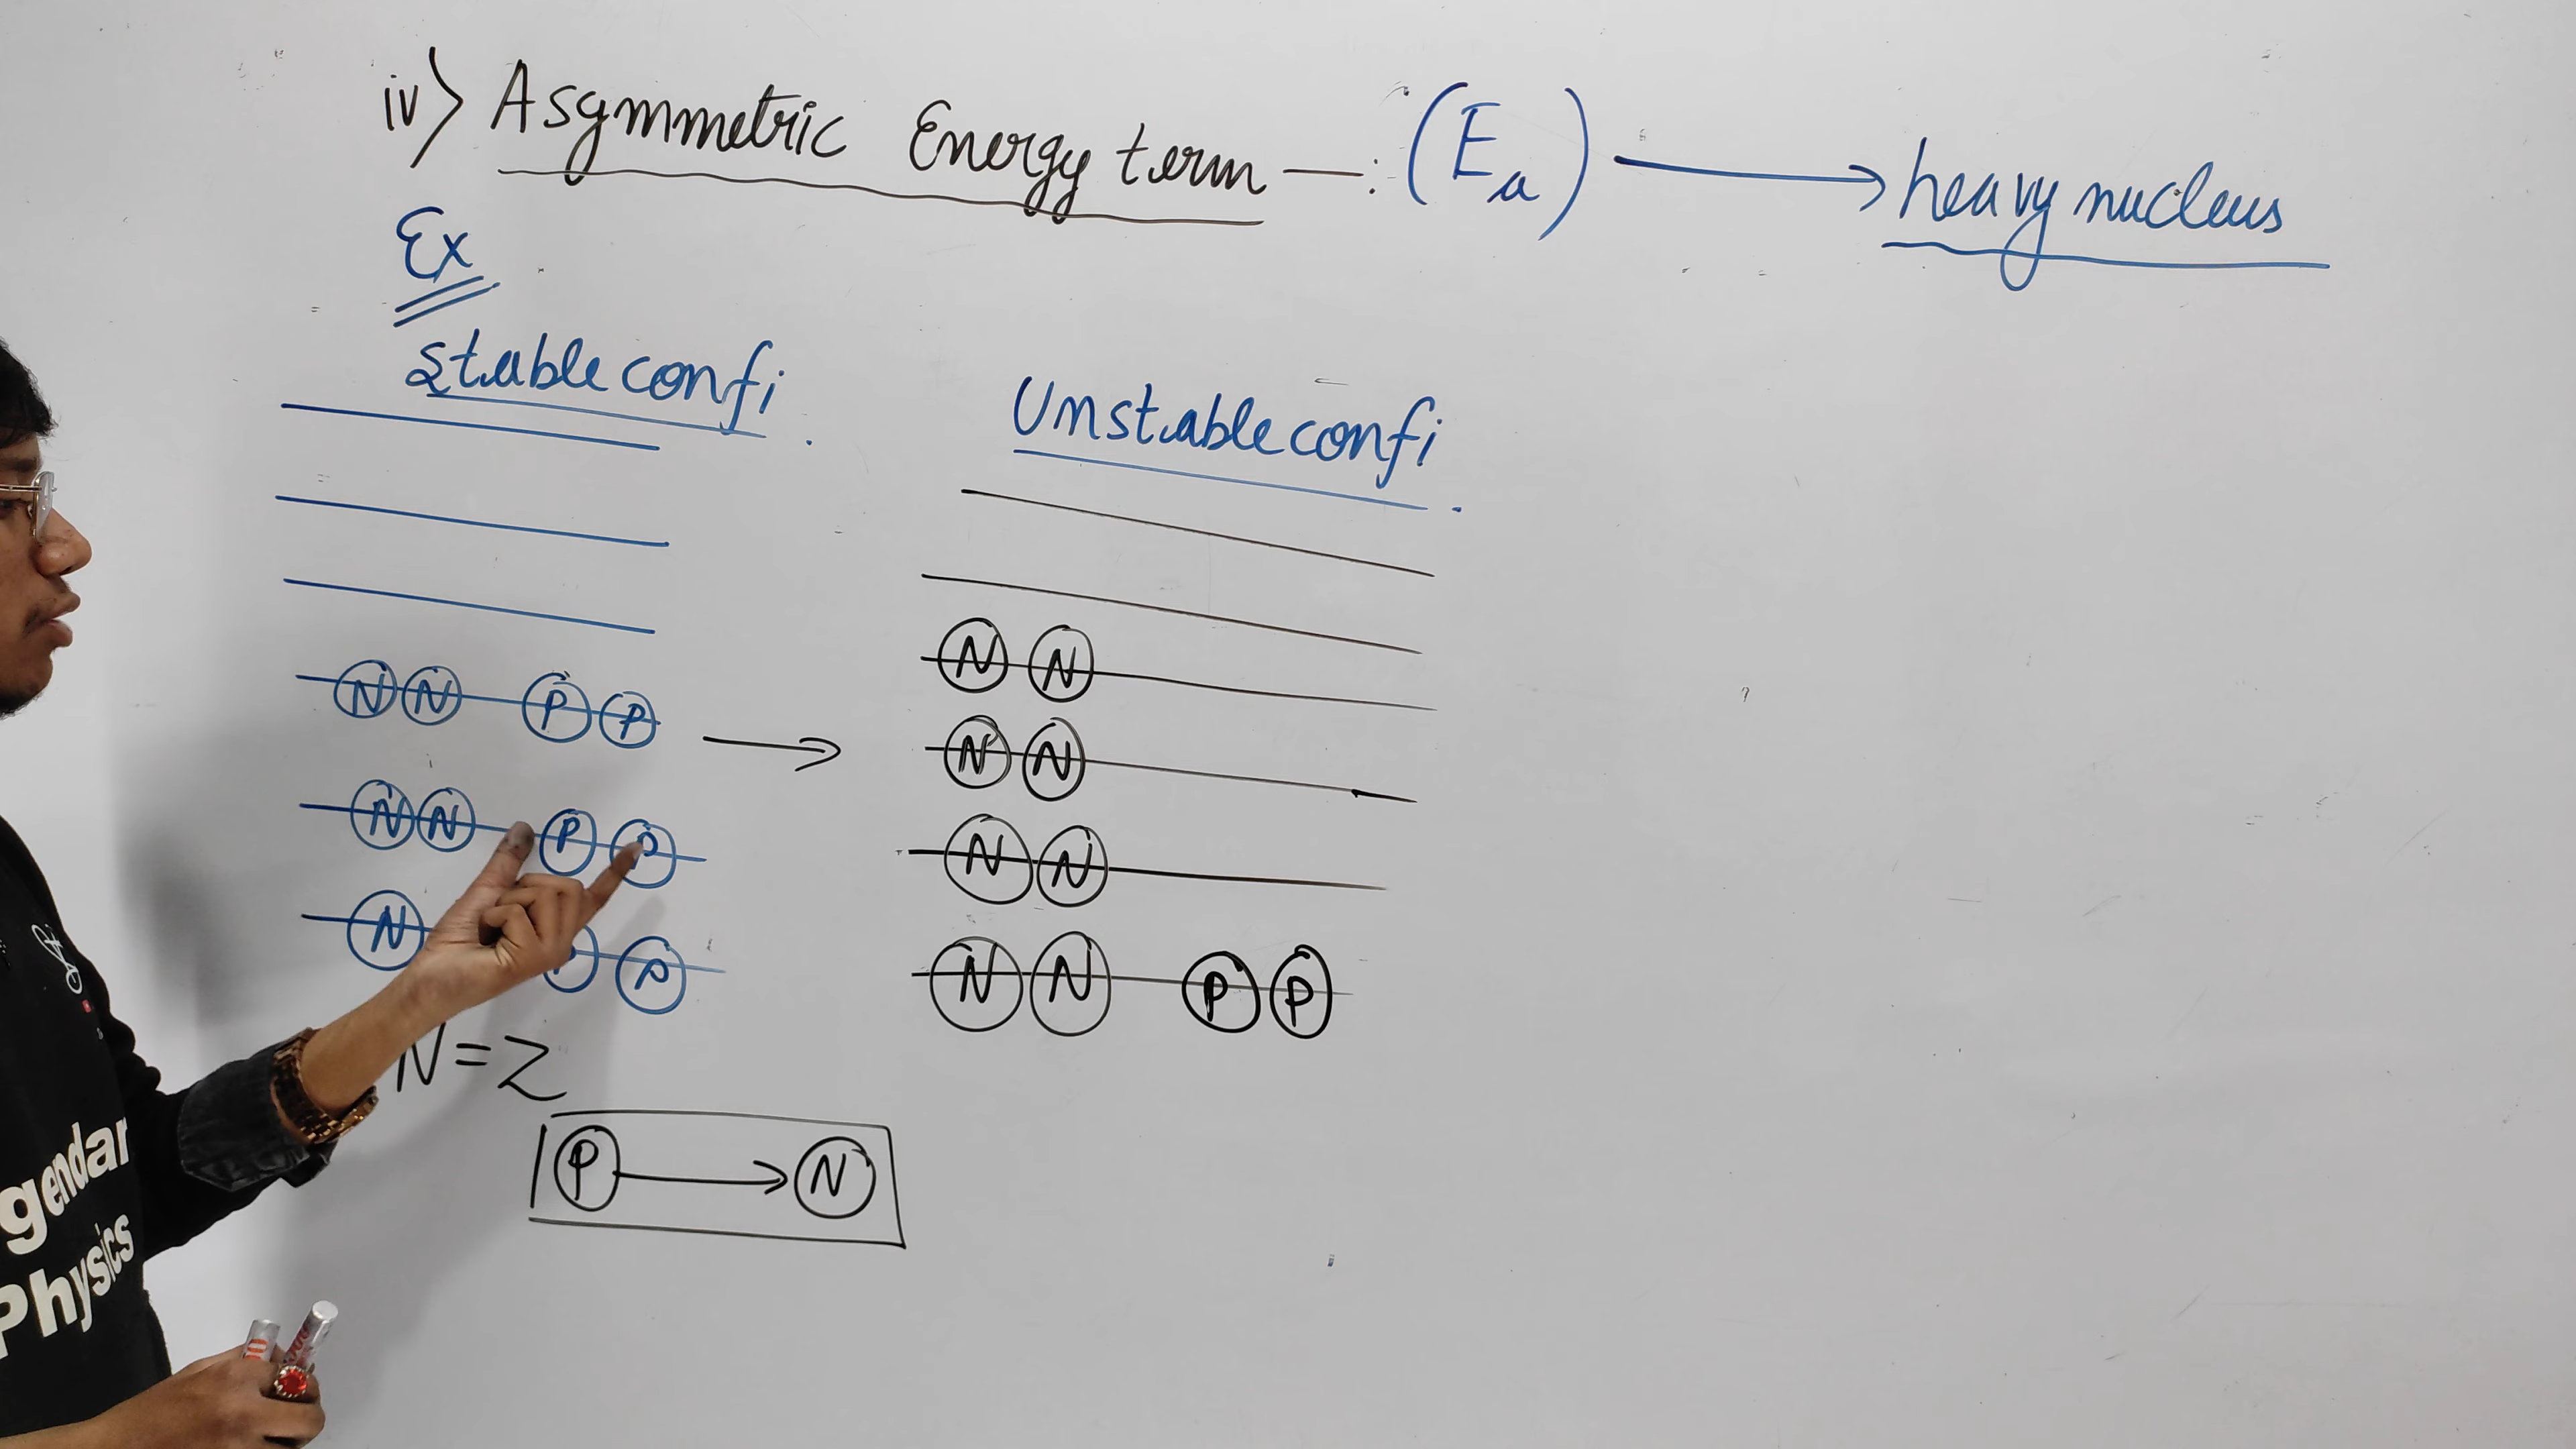 iv) Asymmetric Energy term —: (Ea) → heavy nucleus
Ex
Stable confi.
Unstable confi.
N N P P →
N N P P
N P
N = Z
P → N
N N
N N
N N
N N P P
gendar
Physics